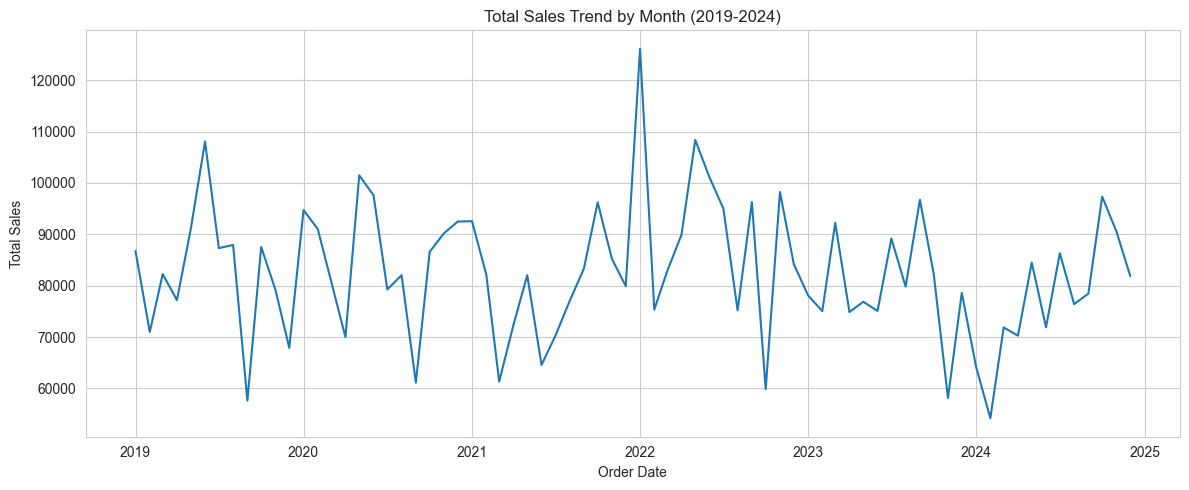 Total Sales Trend by Month (2019-2024)
Total Sales
120000
110000
100000
90000
80000
70000
60000
2019 2020 2021 2022 2023 2024 2025
Order Date